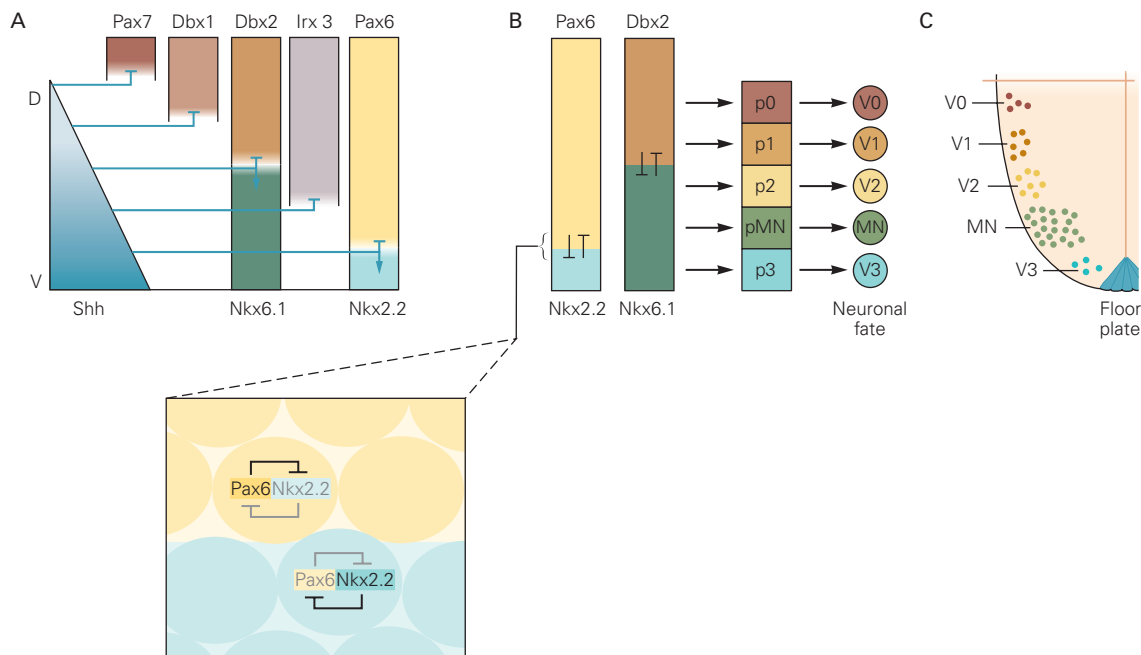 A
Pax7 Dbx1 Dbx2 Irx 3 Pax6
D
V
Shh Nkx6.1 Nkx2.2
B
Pax6 Dbx2
p0 V0
p1 V1
p2 V2
pMN MN
p3 V3
Nkx2.2 Nkx6.1
Neuronal
fate
C
V0
V1
V2
MN
V3
Floor
plate
Pax6 Nkx2.2
Pax6 Nkx2.2